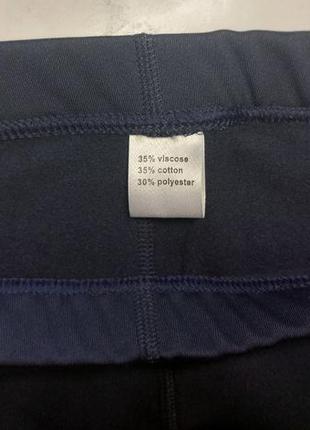 35% viscose
35% cotton
30% polyester